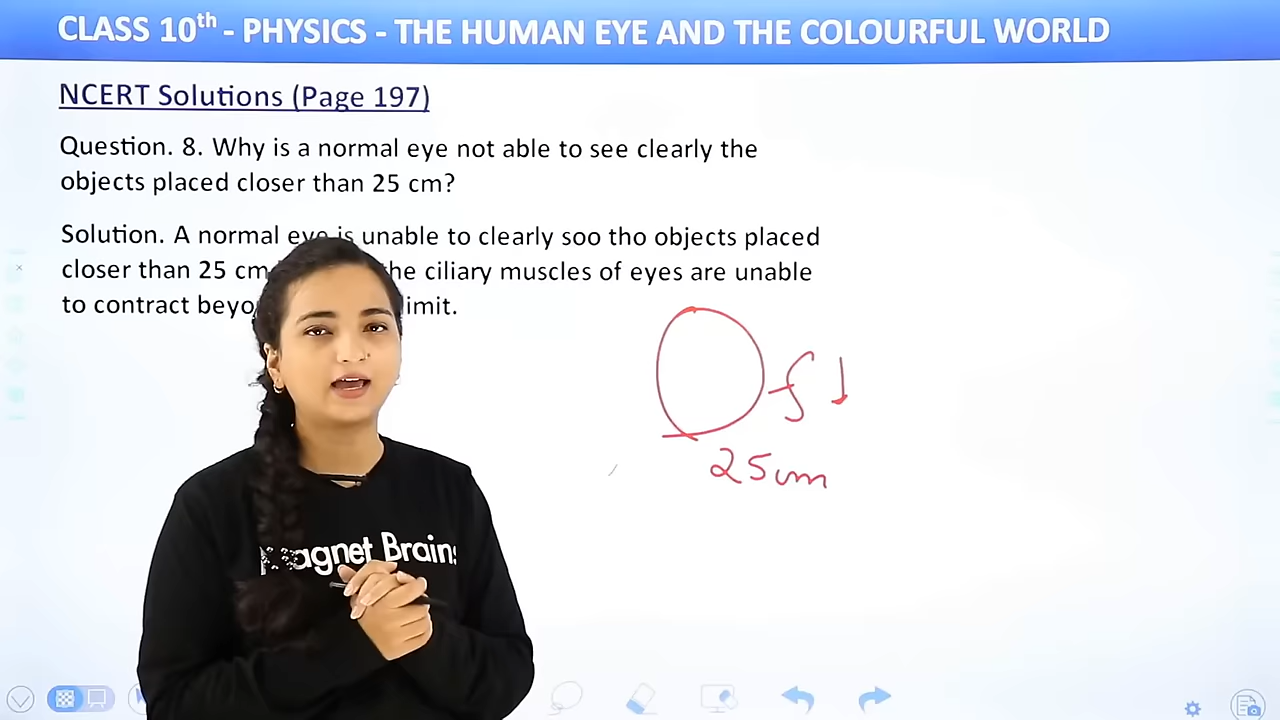 CLASS 10th - PHYSICS - THE HUMAN EYE AND THE COLOURFUL WORLD
NCERT Solutions (Page 197)
Question. 8. Why is a normal eye not able to see clearly the
objects placed closer than 25 cm?
Solution. A normal eye is unable to clearly soo tho objects placed
closer than 25 cm the ciliary muscles of eyes are unable
to contract beyo limit.
f ↓
25cm
Magnet Brains